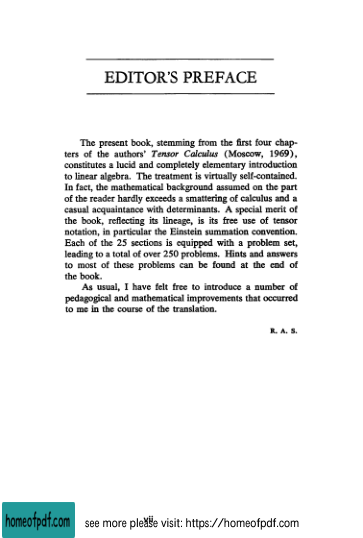 EDITOR'S PREFACE
The present book, stemming from the first four chap-
ters of the authors' Tensor Calculus (Moscow, 1969),
constitutes a lucid and completely elementary introduction
to linear algebra. The treatment is virtually self-contained.
In fact, the mathematical background assumed on the part
of the reader hardly exceeds a smattering of calculus and a
casual acquaintance with determinants. A special merit of
the book, reflecting its lineage, is its free use of tensor
notation, in particular the Einstein summation convention.
Each of the 25 sections is equipped with a problem set,
leading to a total of over 250 problems. Hints and answers
to most of these problems can be found at the end of
the book.
As usual, I have felt free to introduce a number of
pedagogical and mathematical improvements that occurred
to me in the course of the translation.
R. A. S.
homeofpdf.com
see more please visit: https://homeofpdf.com